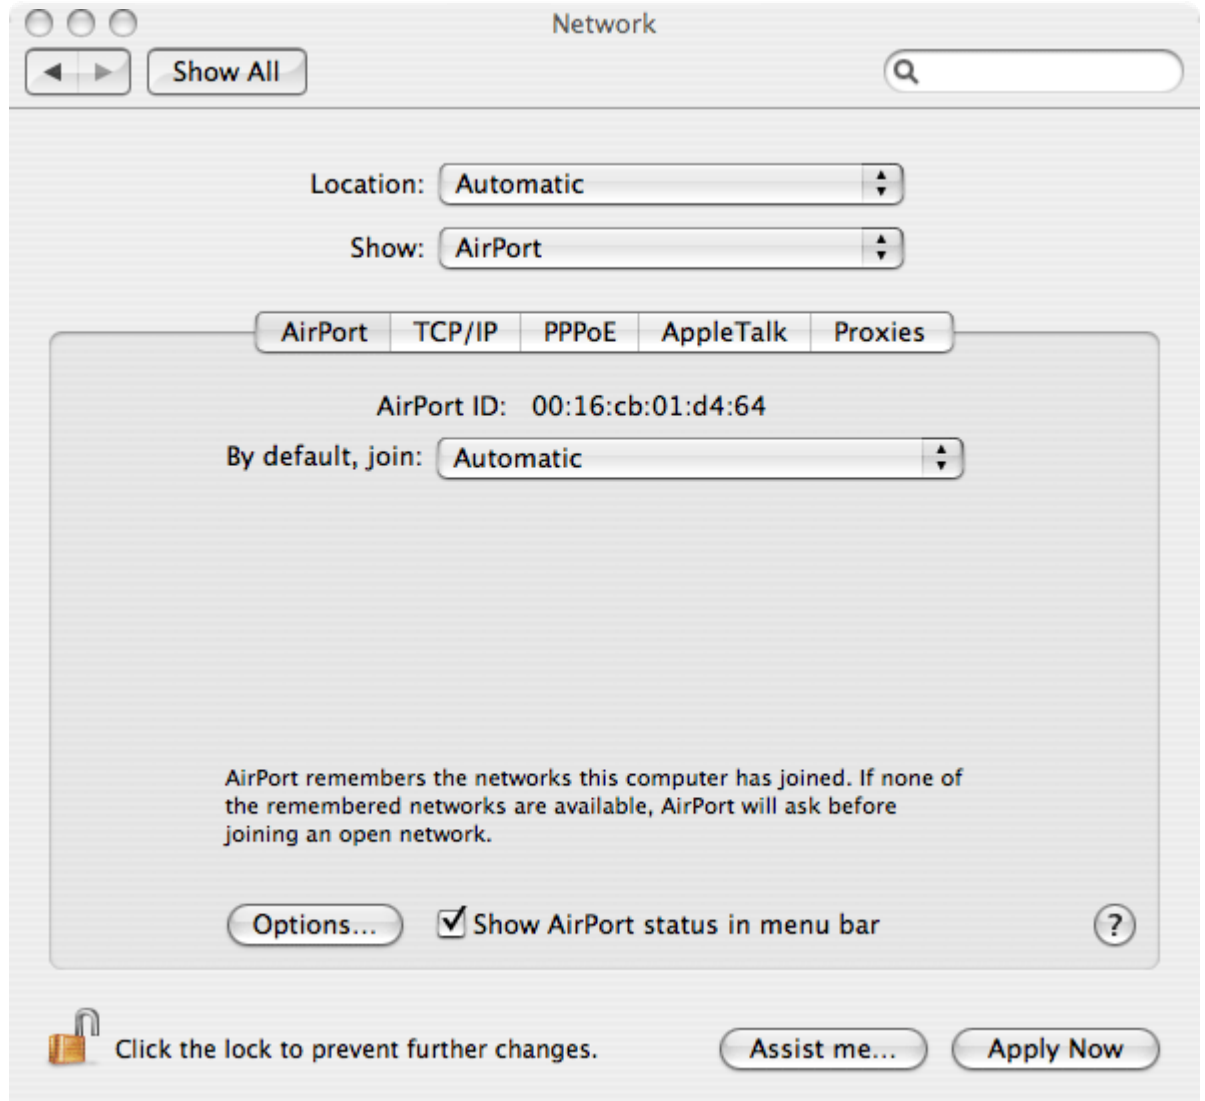 Network
Show All
Location: Automatic
Show: AirPort
AirPort TCP/IP PPPoE AppleTalk Proxies
AirPort ID: 00:16:cb:01:d4:64
By default, join: Automatic
AirPort remembers the networks this computer has joined. If none of
the remembered networks are available, AirPort will ask before
joining an open network.
Options... Show AirPort status in menu bar ?
Click the lock to prevent further changes. Assist me... Apply Now